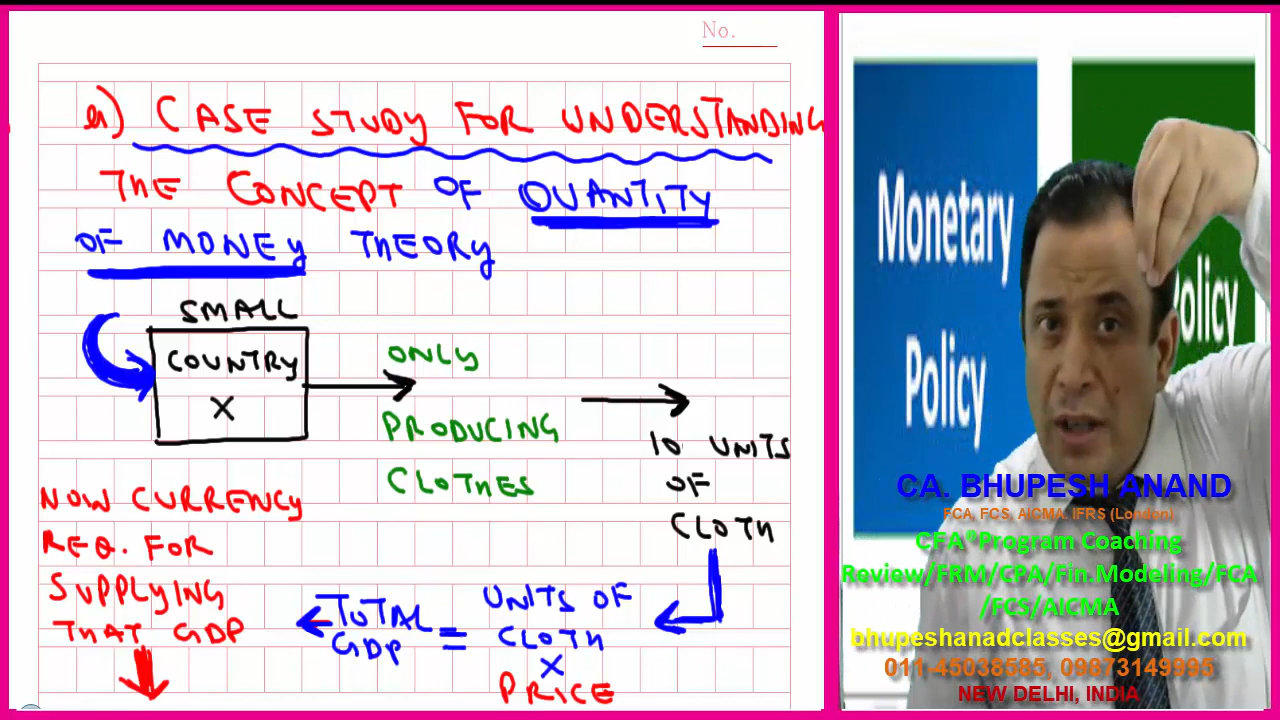 No.
a) CASE STUDY FOR UNDERSTANDING
THE CONCEPT OF QUANTITY
OF MONEY THEORY
SMALL
COUNTRY
X
ONLY
PRODUCING
CLOTHES
10 UNITS
OF
CLOTH
NOW CURRENCY
REQ. FOR
SUPPLYING
THAT GDP
TOTAL
GDP
=
UNITS OF
CLOTH
X
PRICE
Monetary
Policy
Policy
CA. BHUPESH ANAND
FCA, FCS, AICMA. IFRS (London)
CFA®Program Coaching
Review/FRM/CPA/Fin.Modeling/FCA
/FCS/AICMA
bhupeshanadclasses@gmail.com
011-45038585, 09873149995
NEW DELHI, INDIA